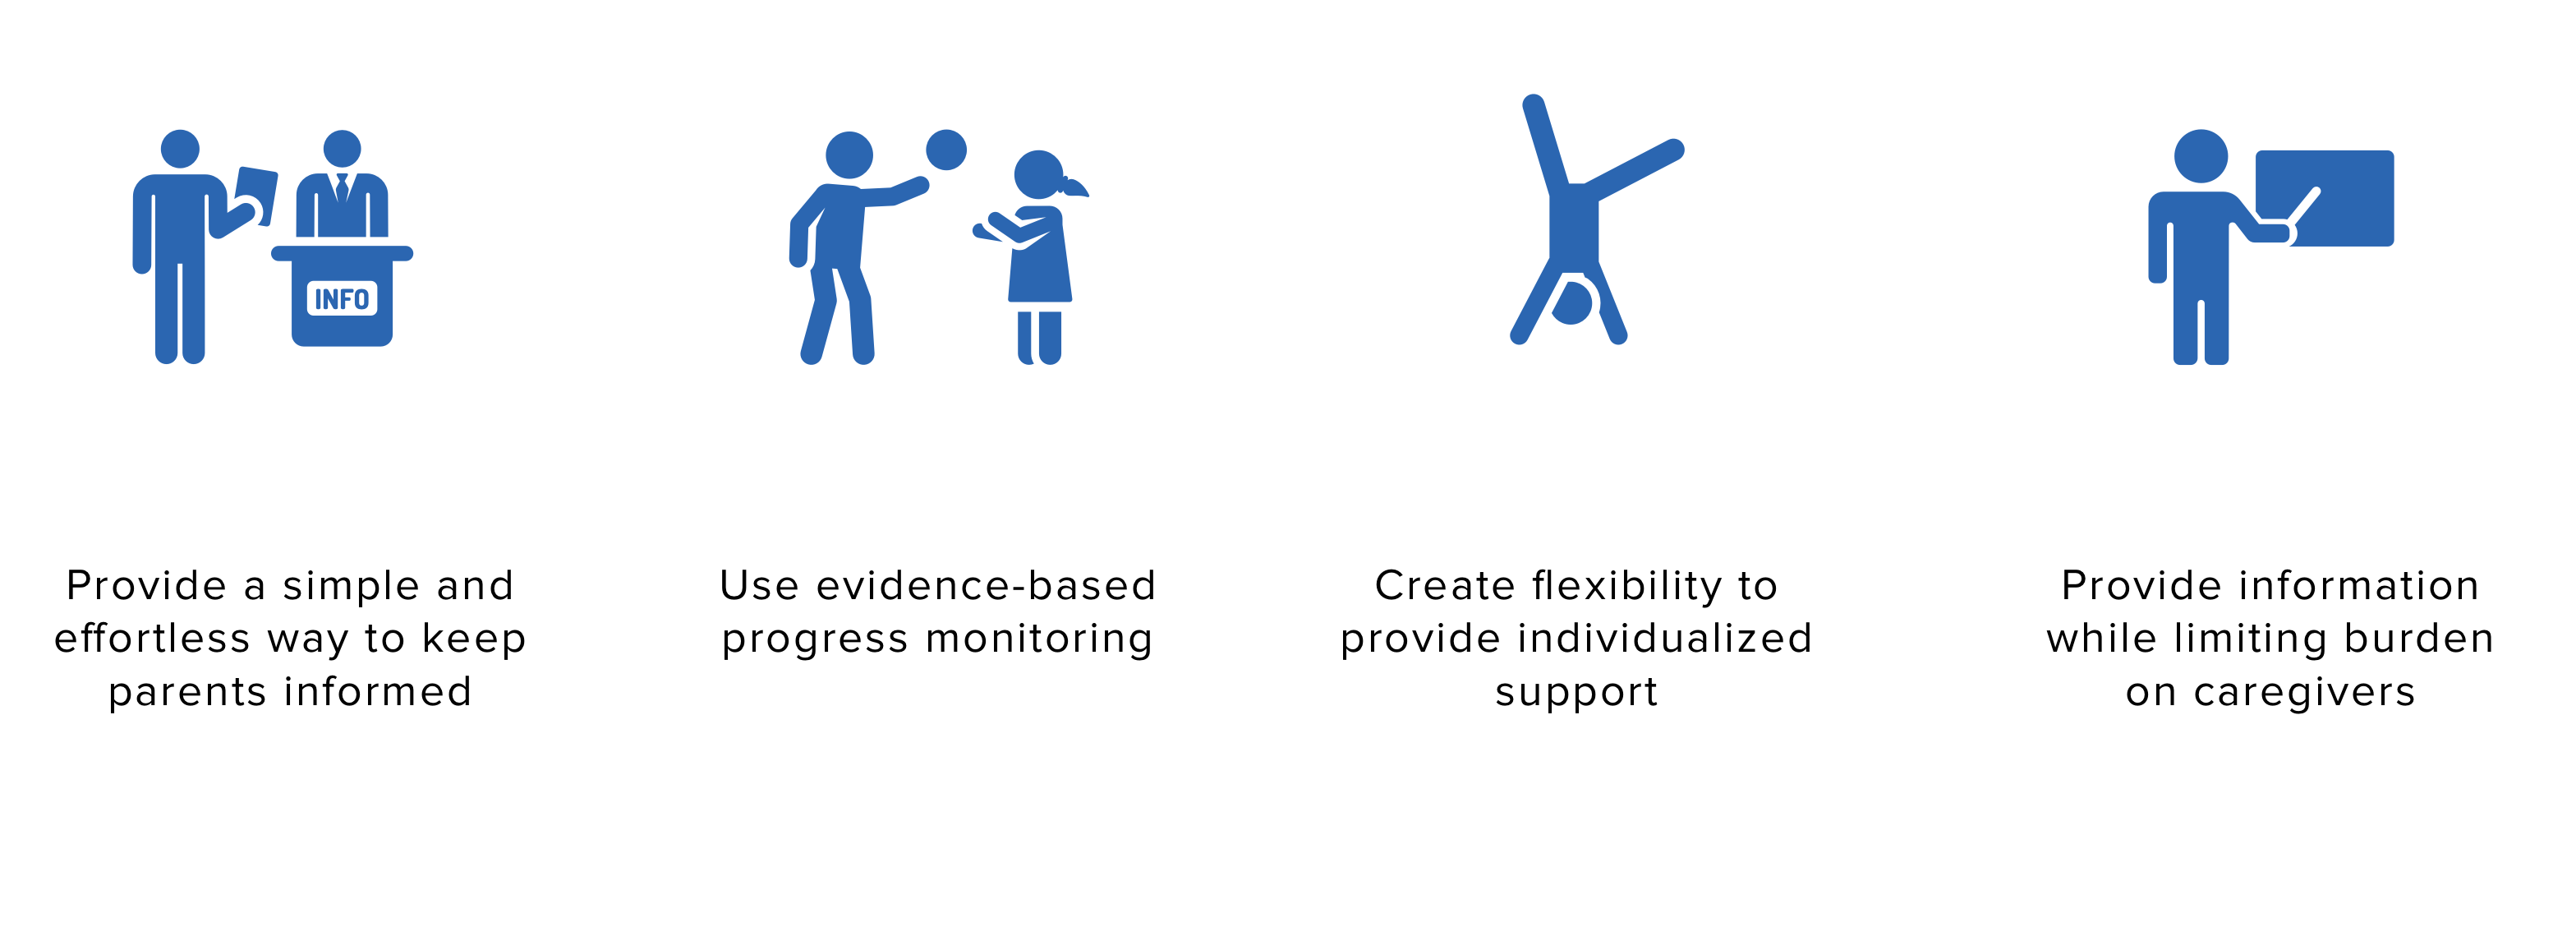 INFO
Provide a simple and
effortless way to keep
parents informed
Use evidence-based
progress monitoring
Create flexibility to
provide individualized
support
Provide information
while limiting burden
on caregivers